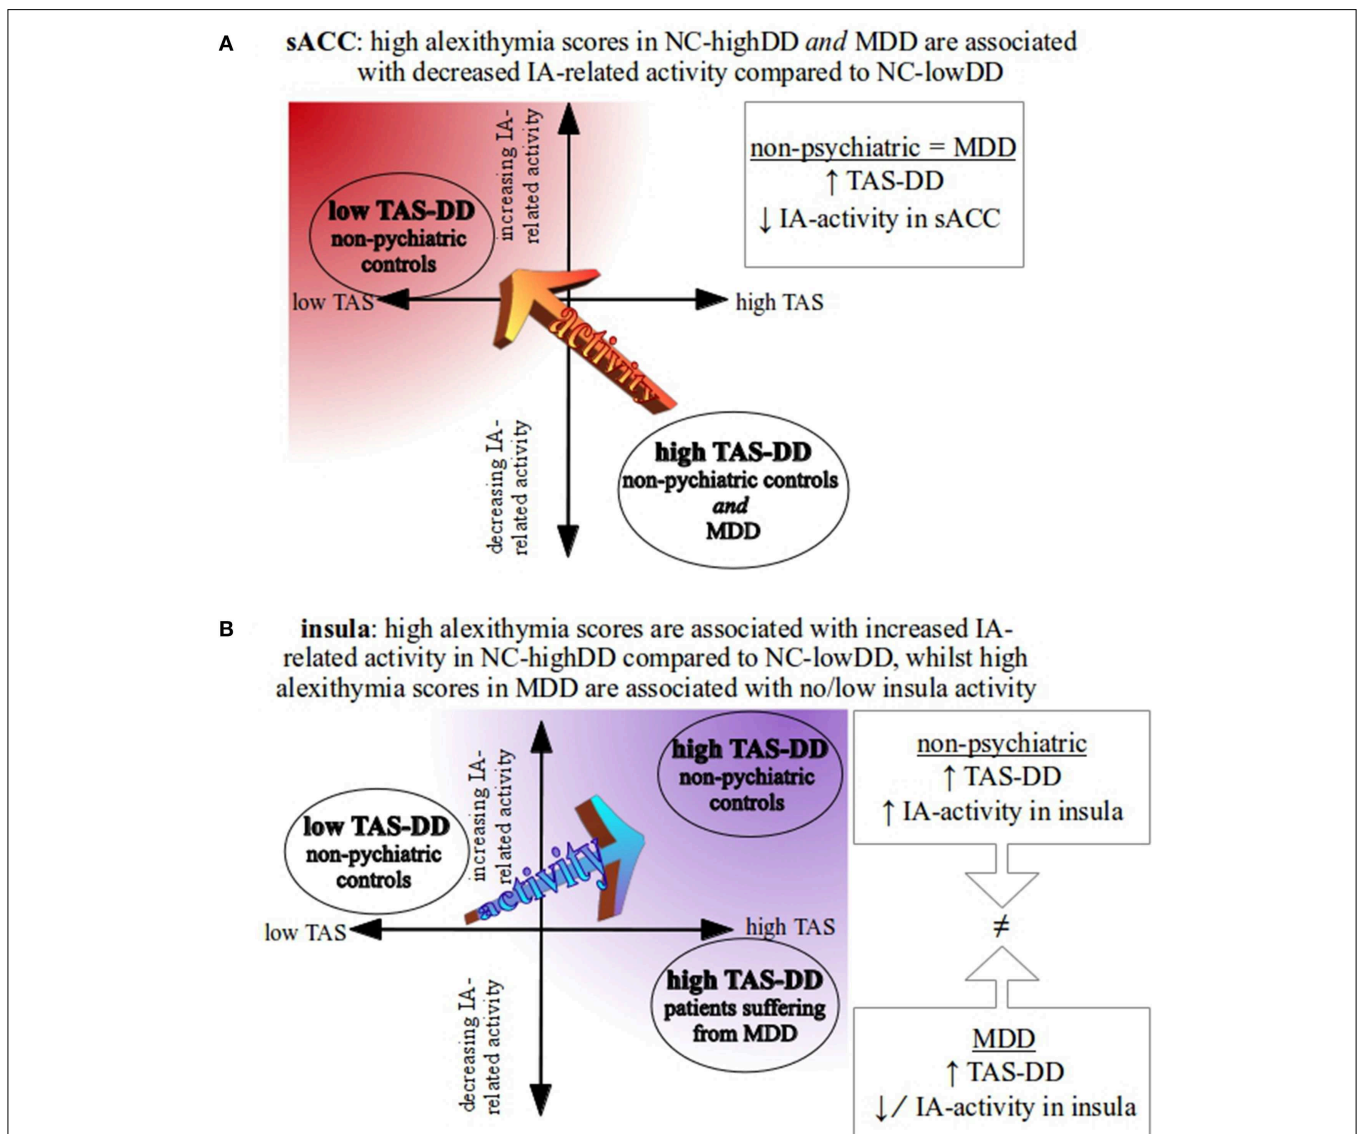 A
sACC: high alexithymia scores in NC-highDD and MDD are associated
with decreased IA-related activity compared to NC-lowDD
increasing IA-
related activity
non-psychiatric = MDD
↑ TAS-DD
↓ IA-activity in sACC
low TAS-DD
non-pychiatric
controls
low TAS
high TAS
activity
decreasing IA-
related activity
high TAS-DD
non-pychiatric controls
and
MDD
B
insula: high alexithymia scores are associated with increased IA-
related activity in NC-highDD compared to NC-lowDD, whilst high
alexithymia scores in MDD are associated with no/low insula activity
increasing IA-
related activity
high TAS-DD
non-pychiatric
controls
non-psychiatric
↑ TAS-DD
↑ IA-activity in insula
low TAS-DD
non-pychiatric
controls
activity
low TAS
high TAS
≠
decreasing IA-
related activity
high TAS-DD
patients suffering
from MDD
MDD
↑ TAS-DD
↓/ IA-activity in insula